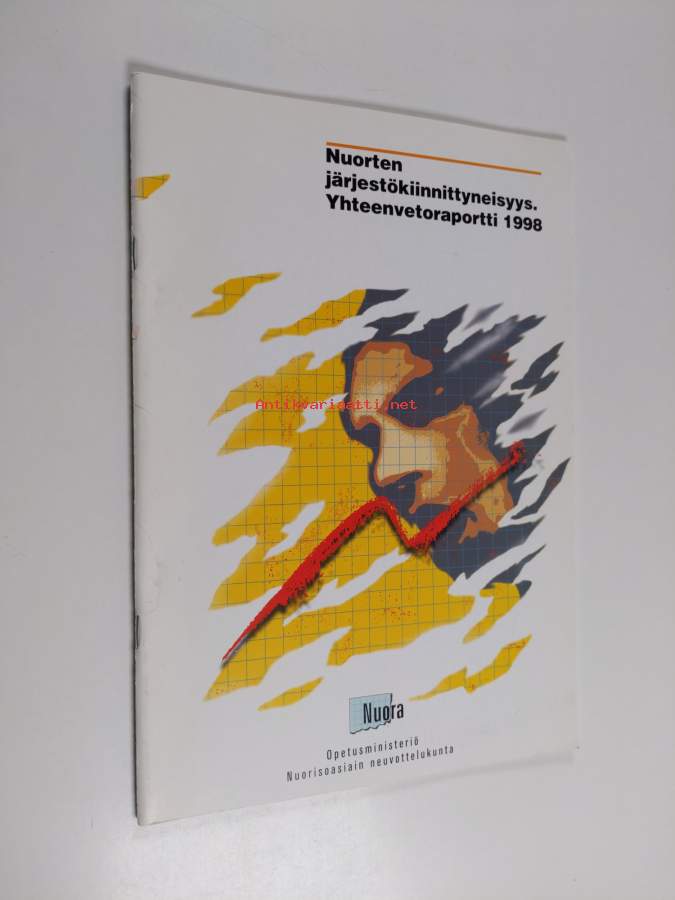 Nuorten
järjestökiinnittyneisyys.
Yhteenvetoraportti 1998
Antikvariaatti.net
Nuora
Opetusministeriö
Nuorisoasiain neuvottelukunta